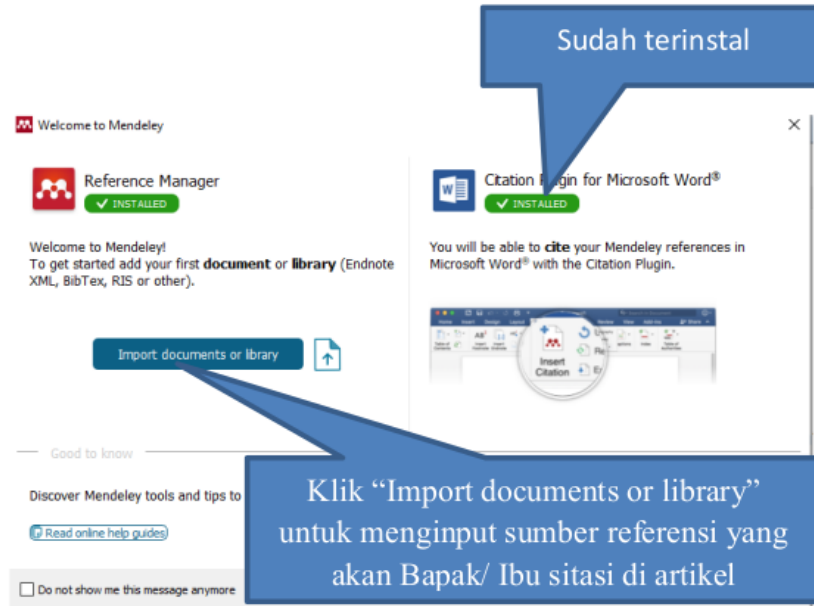 Sudah terinstal
Welcome to Mendeley
Reference Manager
INSTALLED
Welcome to Mendeley!
To get started add your first document or library (Endnote
XML, BibTex, RIS or other).
Import documents or library
Citation Plugin for Microsoft Word®
INSTALLED
You will be able to cite your Mendeley references in
Microsoft Word® with the Citation Plugin.
Insert
Citation
Good to know
Discover Mendeley tools and tips to
Read online help guides
Do not show me this message anymore
Klik “Import documents or library”
untuk menginput sumber referensi yang
akan Bapak/ Ibu sitasi di artikel